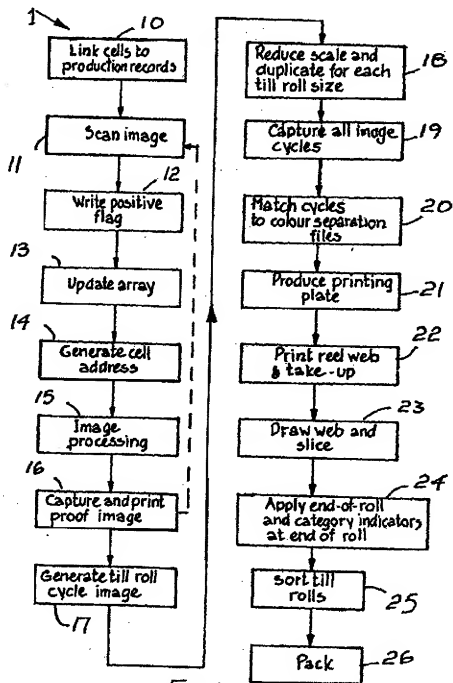 1
10
Link cells to
production records
Scan image
11
12
Write positive
flag
13
Update array
14
Generate cell
address
15
Image
processing
16
Capture and print
proof image
Generate till roll
cycle image
17
Reduce scale and
duplicate for each
till roll size
18
Capture all image
cycles
19
Match cycles
to colour separation
files
20
Produce printing
plate
21
Print reel web
& take-up
22
23
Draw web and
slice
24
Apply end-of-roll
and category indicators
at end of roll
Sort till
rolls
25
Pack
26